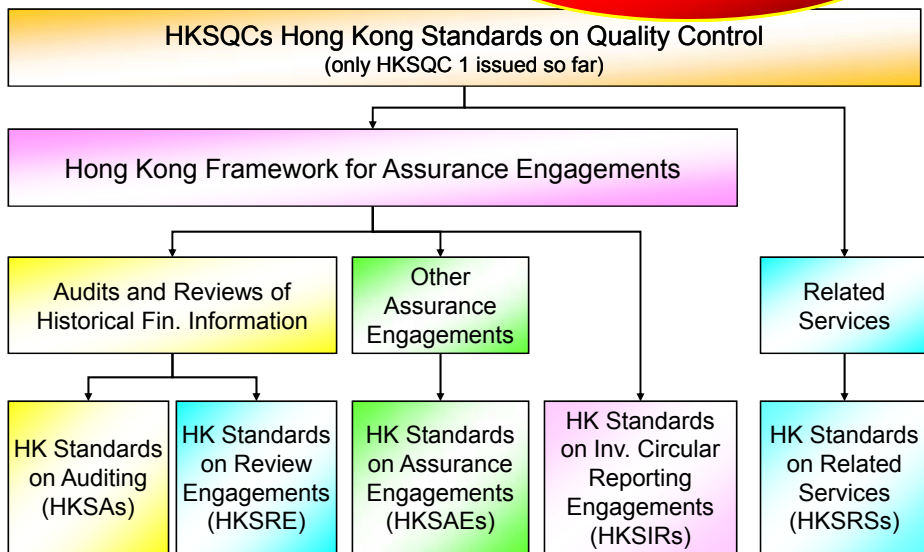 HKSQCs Hong Kong Standards on Quality Control
(only HKSQC 1 issued so far)
Hong Kong Framework for Assurance Engagements
Audits and Reviews of
Historical Fin. Information
Other
Assurance
Engagements
Related
Services
HK Standards
on Auditing
(HKSAs)
HK Standards
on Review
Engagements
(HKSRE)
HK Standards
on Assurance
Engagements
(HKSAEs)
HK Standards
on Inv. Circular
Reporting
Engagements
(HKSIRs)
HK Standards
on Related
Services
(HKSRSs)